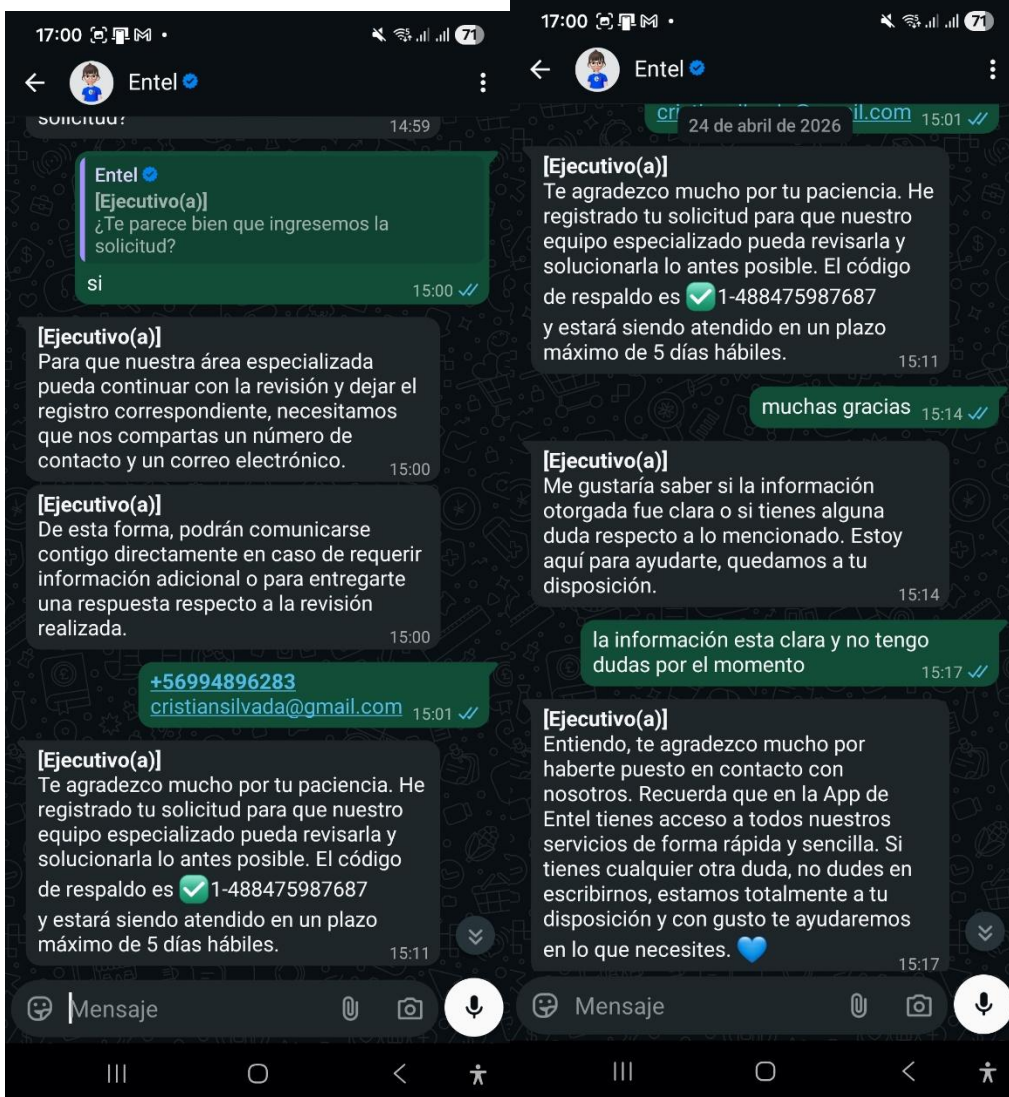 17:00
71
Entel
solicitud?
14:59
Entel
[Ejecutivo(a)]
¿Te parece bien que ingresemos la
solicitud?
si
15:00
[Ejecutivo(a)]
Para que nuestra área especializada
pueda continuar con la revisión y dejar el
registro correspondiente, necesitamos
que nos compartas un número de
contacto y un correo electrónico.
15:00
[Ejecutivo(a)]
De esta forma, podrán comunicarse
contigo directamente en caso de requerir
información adicional o para entregarte
una respuesta respecto a la revisión
realizada.
15:00
+56994896283
cristiansilvada@gmail.com 15:01
[Ejecutivo(a)]
Te agradezco mucho por tu paciencia. He
registrado tu solicitud para que nuestro
equipo especializado pueda revisarla y
solucionarla lo antes posible. El código
de respaldo es ✅1-488475987687
y estará siendo atendido en un plazo
máximo de 5 días hábiles.
15:11
Mensaje
17:00
71
Entel
il.com 15:01
24 de abril de 2026
[Ejecutivo(a)]
Te agradezco mucho por tu paciencia. He
registrado tu solicitud para que nuestro
equipo especializado pueda revisarla y
solucionarla lo antes posible. El código
de respaldo es ✅1-488475987687
y estará siendo atendido en un plazo
máximo de 5 días hábiles.
15:11
muchas gracias 15:14
[Ejecutivo(a)]
Me gustaría saber si la información
otorgada fue clara o si tienes alguna
duda respecto a lo mencionado. Estoy
aquí para ayudarte, quedamos a tu
disposición.
15:14
la información esta clara y no tengo
dudas por el momento
15:17
[Ejecutivo(a)]
Entiendo, te agradezco mucho por
haberte puesto en contacto con
nosotros. Recuerda que en la App de
Entel tienes acceso a todos nuestros
servicios de forma rápida y sencilla. Si
tienes cualquier otra duda, no dudes en
escribirnos, estamos totalmente a tu
disposición y con gusto te ayudaremos
en lo que necesites. 💙
15:17
Mensaje